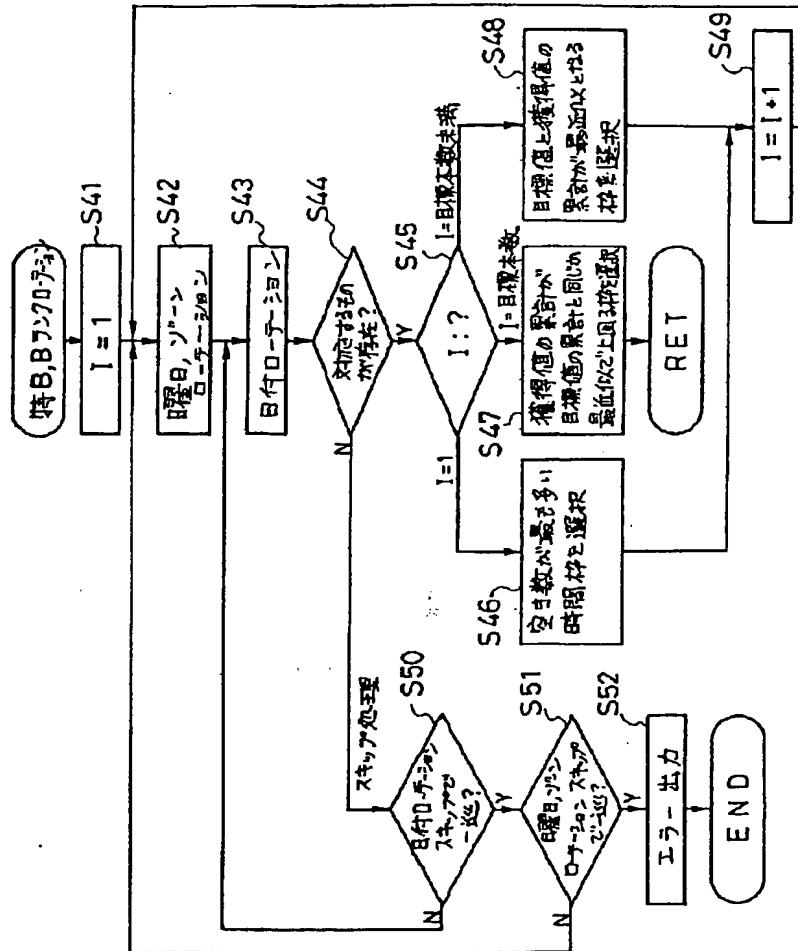 特B,Bランクローテーション
I = 1
S41
曜日,ゾーン
ローテーション
S42
日付ローテーション
S43
対応するもの
が存在?
S44
N
Y
I : ?
S45
I=1
I=目標本数
I=目標本数未満
空き数が最も多い
時間枠を選択
S46
獲得値の累計が
目標値の累計と同じか
最近似で上回る枠を選択
S47
目標値と獲得値の
累計が最近似となる
枠を選択
S48
RET
I = I + 1
S49
スキップ処理
日付ローテーション
スキップで
一巡?
S50
N
Y
曜日,ゾーン
ローテーションスキップ
で一巡?
S51
N
Y
エラー出力
S52
END